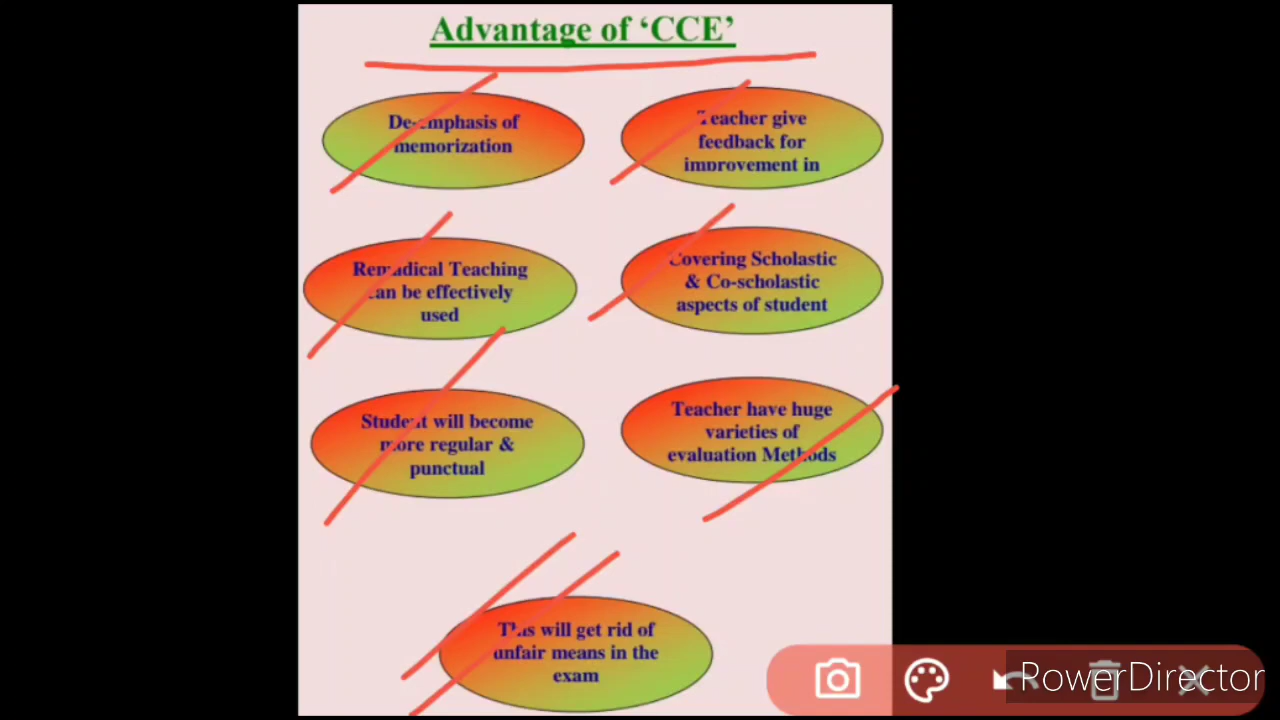 Advantage of ‘CCE’
De-emphasis of
memorization
Teacher give
feedback for
improvement in
Remadical Teaching
can be effectively
used
Covering Scholastic
& Co-scholastic
aspects of student
Student will become
more regular &
punctual
Teacher have huge
varieties of
evaluation Methods
This will get rid of
unfair means in the
exam
PowerDirector